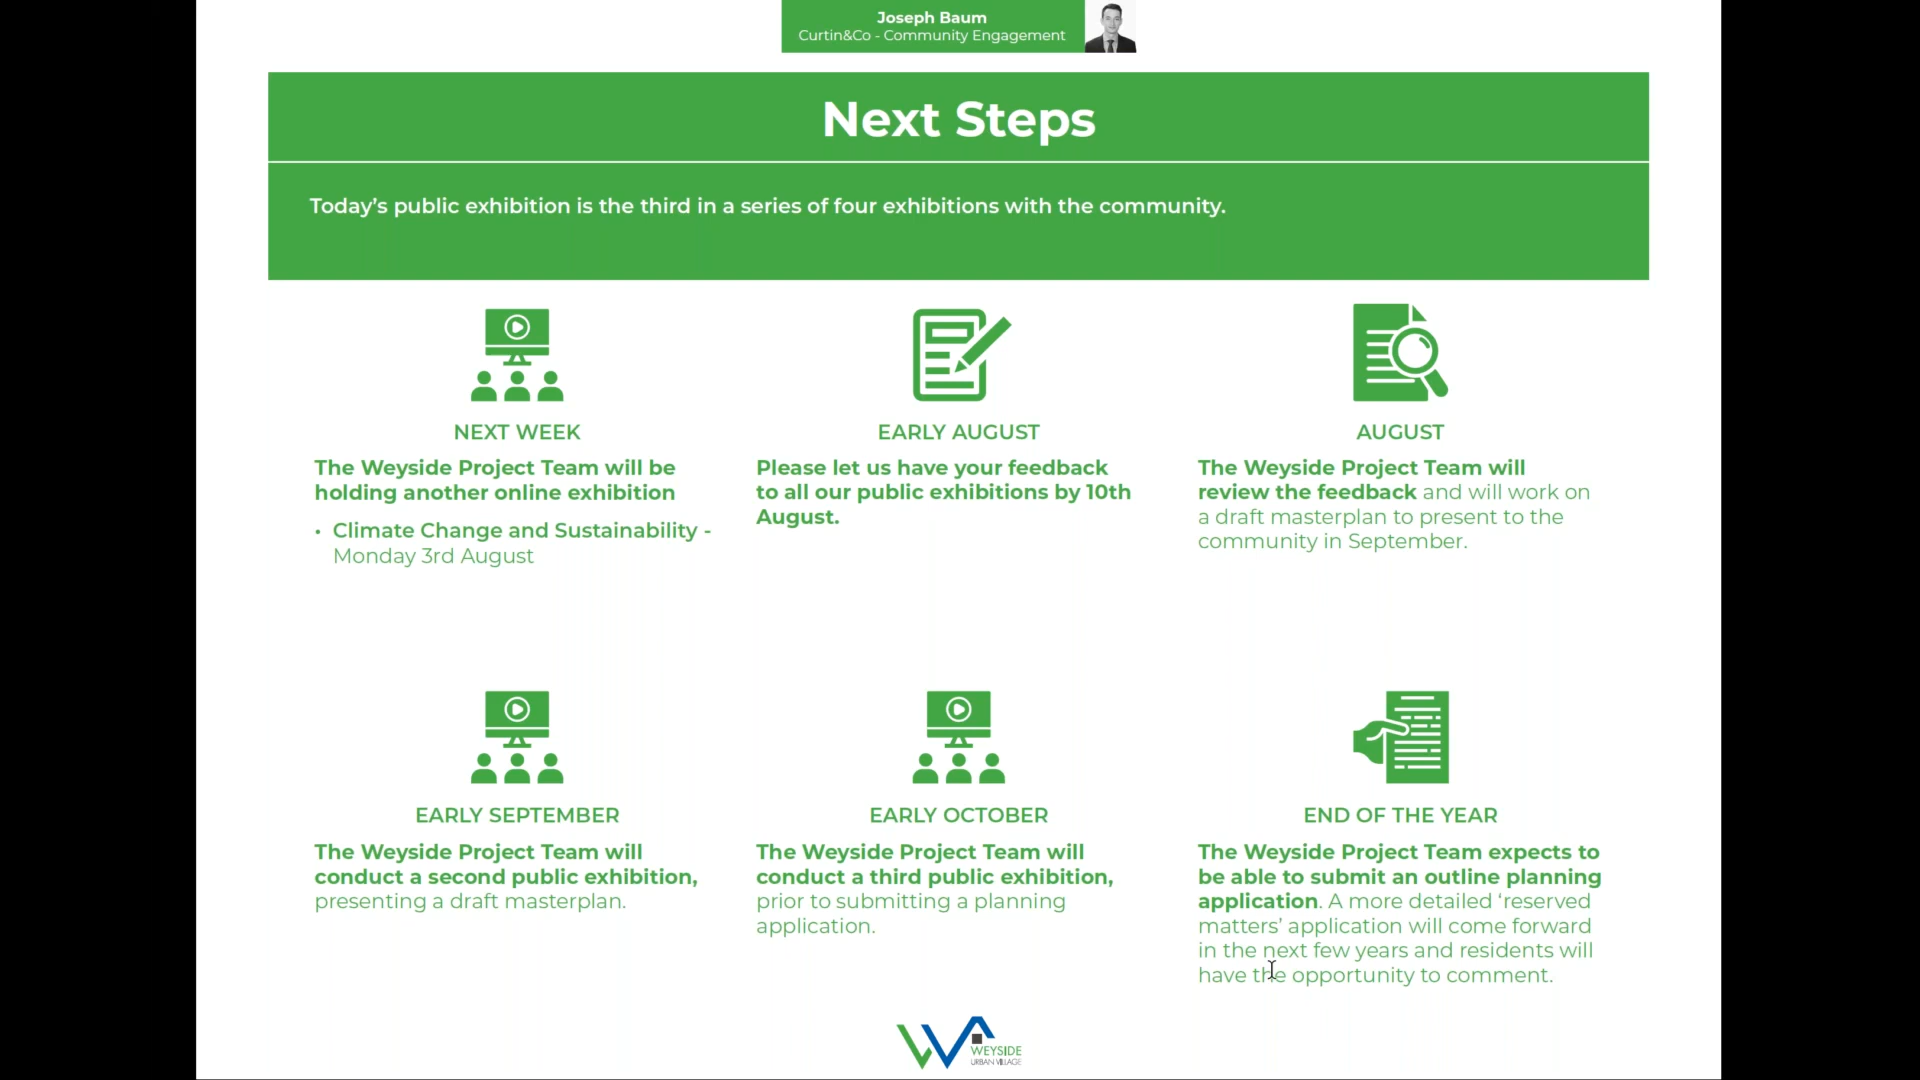 Joseph Baum
Curtin&Co - Community Engagement
Next Steps
Today’s public exhibition is the third in a series of four exhibitions with the community.
NEXT WEEK
The Weyside Project Team will be
holding another online exhibition
• Climate Change and Sustainability -
Monday 3rd August
EARLY AUGUST
Please let us have your feedback
to all our public exhibitions by 10th
August.
AUGUST
The Weyside Project Team will
review the feedback and will work on
a draft masterplan to present to the
community in September.
EARLY SEPTEMBER
The Weyside Project Team will
conduct a second public exhibition,
presenting a draft masterplan.
EARLY OCTOBER
The Weyside Project Team will
conduct a third public exhibition,
prior to submitting a planning
application.
END OF THE YEAR
The Weyside Project Team expects to
be able to submit an outline planning
application. A more detailed ‘reserved
matters’ application will come forward
in the next few years and residents will
have the opportunity to comment.
WEYSIDE
URBAN VILLAGE